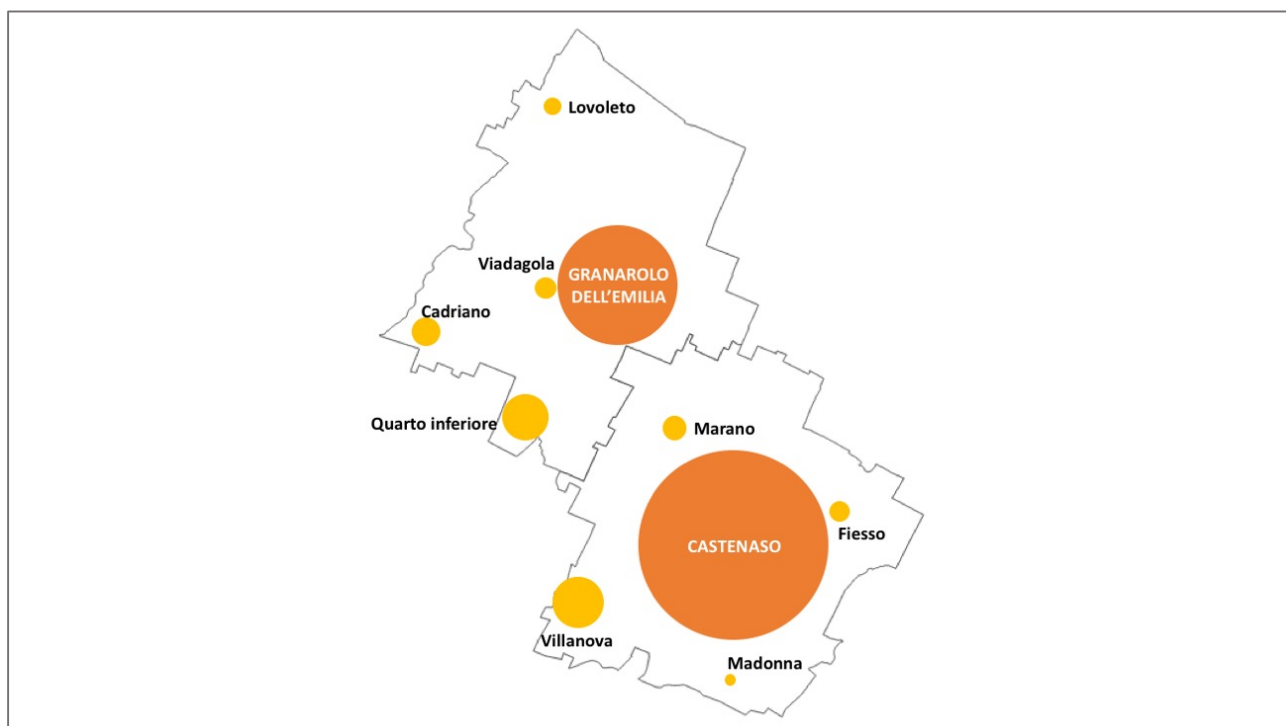 Lovoleto
Viadagola
GRANAROLO
DELL'EMILIA
Cadriano
Quarto inferiore
Marano
CASTENASO
Fiesso
Villanova
Madonna